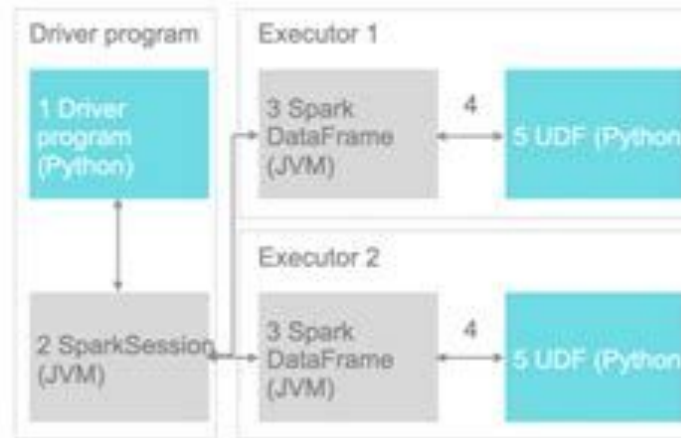 Driver program
1 Driver
program
(Python)
2 SparkSession
(JVM)
Executor 1
3 Spark
DataFrame
(JVM)
4
5 UDF (Python
Executor 2
3 Spark
DataFrame
(JVM)
4
5 UDF (Python